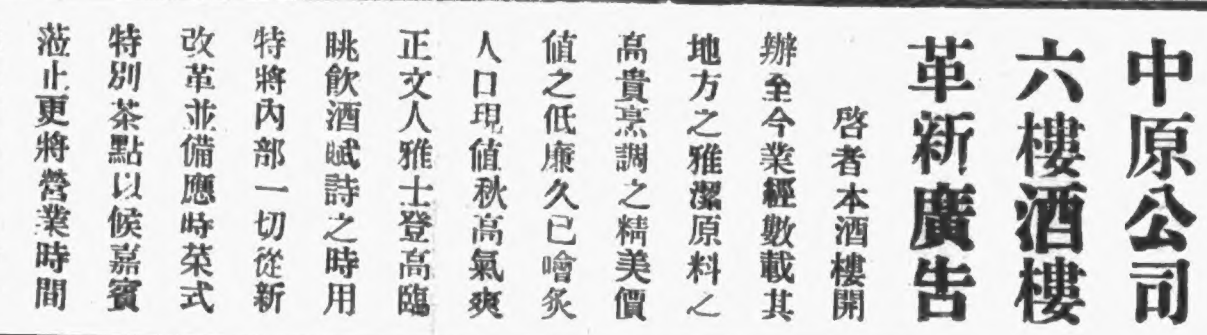 中原公司
六樓酒樓
革新廣告
啓者本酒樓開
辦至今業經數載其
地方之雅潔原料之
高貴烹調之精美價
值之低廉久已噲炙
人口現值秋高氣爽
正文人雅士登高臨
眺飲酒賦詩之時用
特將內部一切從新
改革並備應時菜式
特別茶點以候嘉賓
蒞止更將營業時間